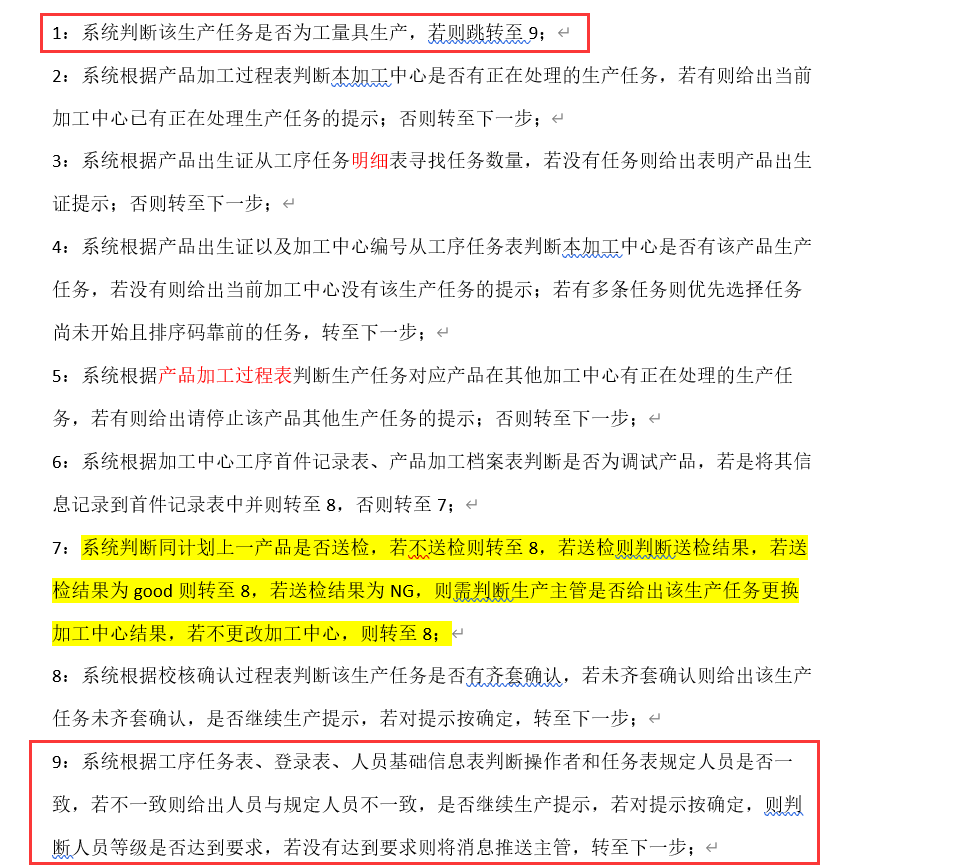 1：系统判断该生产任务是否为工量具生产，若则跳转至9；
2：系统根据产品加工过程表判断本加工中心是否有正在处理的生产任务，若有则给出当前
加工中心已有正在处理生产任务的提示；否则转至下一步；
3：系统根据产品出生证从工序任务明细表寻找任务数量，若没有任务则给出表明产品出生
证提示；否则转至下一步；
4：系统根据产品出生证以及加工中心编号从工序任务表判断本加工中心是否有该产品生产
任务，若没有则给出当前加工中心没有该生产任务的提示；若有多条任务则优先选择任务
尚未开始且排序码靠前的任务，转至下一步；
5：系统根据产品加工过程表判断生产任务对应产品在其他加工中心有正在处理的生产任
务，若有则给出请停止该产品其他生产任务的提示；否则转至下一步；
6：系统根据加工中心工序首件记录表、产品加工档案表判断是否为调试产品，若是将其信
息记录到首件记录表中并则转至8，否则转至7；
7：系统判断同计划上一产品是否送检，若不送检则转至8，若送检则判断送检结果，若送
检结果为good则转至8，若送检结果为NG，则需判断生产主管是否给出该生产任务更换
加工中心结果，若不更改加工中心，则转至8；
8：系统根据校核确认过程表判断该生产任务是否有齐套确认，若未齐套确认则给出该生产
任务未齐套确认，是否继续生产提示，若对提示按确定，转至下一步；
9：系统根据工序任务表、登录表、人员基础信息表判断操作者和任务表规定人员是否一
致，若不一致则给出人员与规定人员不一致，是否继续生产提示，若对提示按确定，则判
断人员等级是否达到要求，若没有达到要求则将消息推送主管，转至下一步；